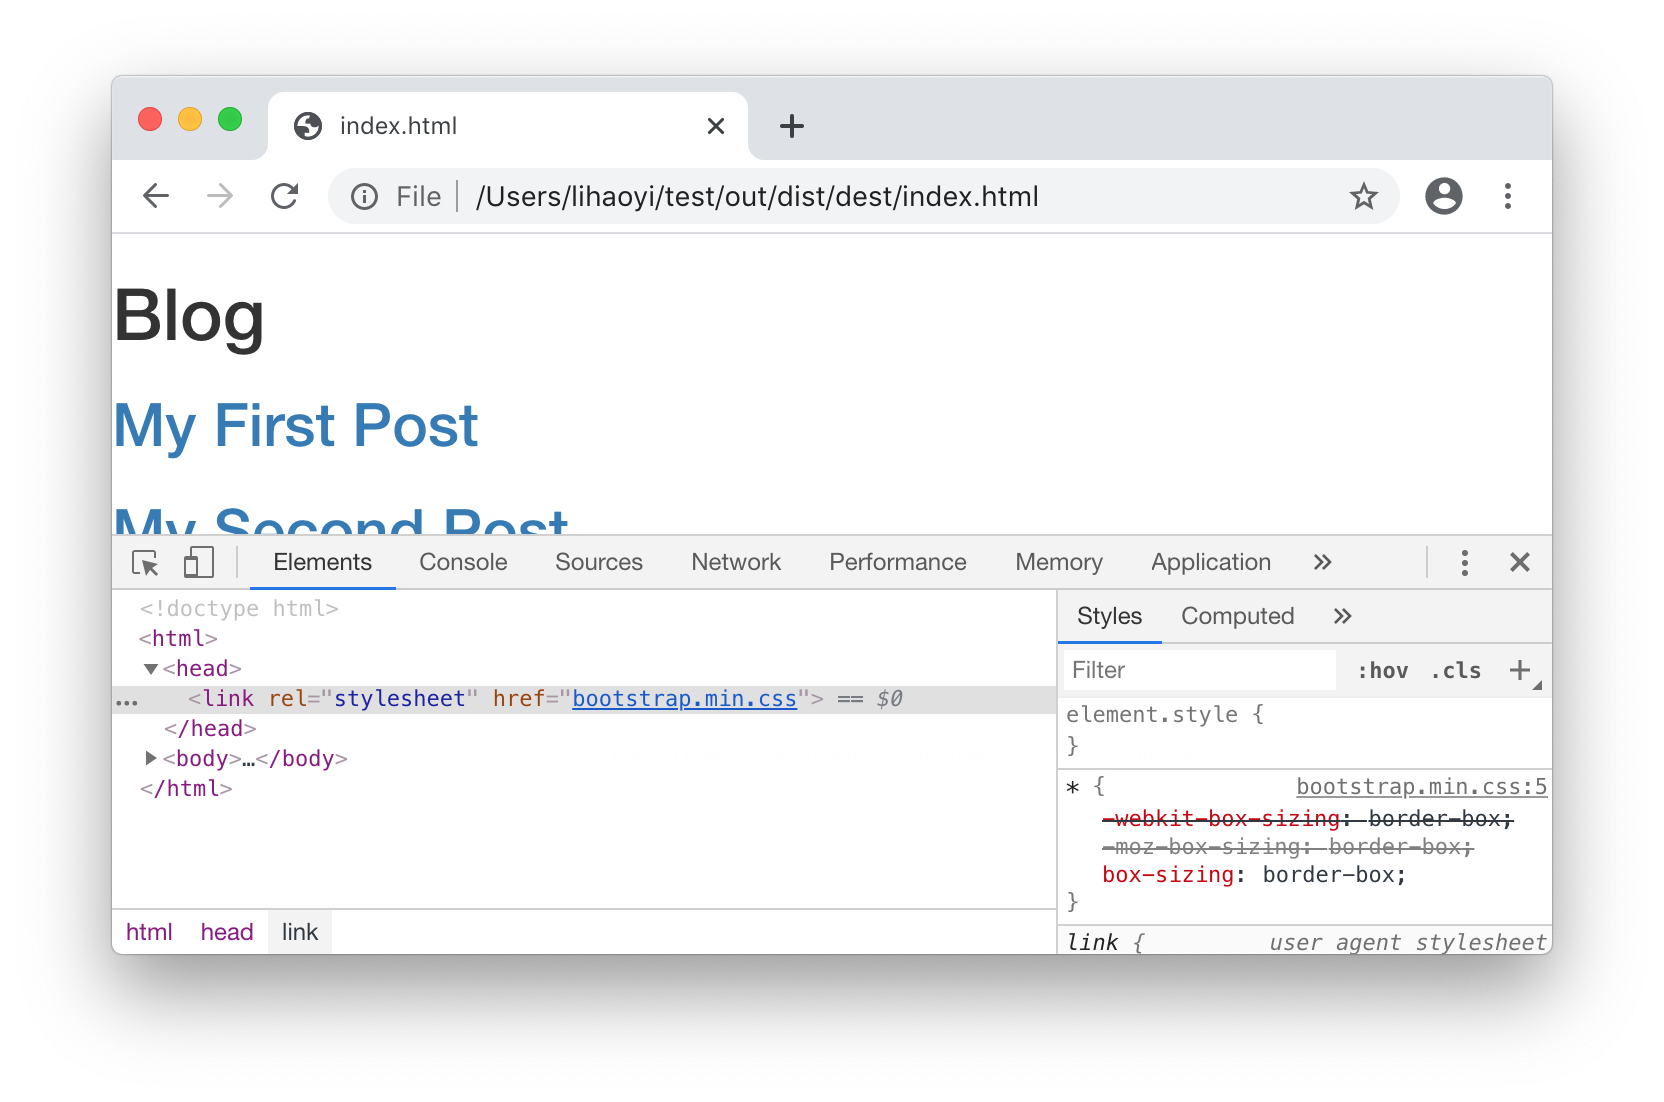 index.html
File /Users/lihaoyi/test/out/dist/dest/index.html
Blog
My First Post
My Second Post
Elements Console Sources Network Performance Memory Application »
<!doctype html>
<html>
<head>
<link rel="stylesheet" href="bootstrap.min.css"> == $0
</head>
<body>…</body>
</html>
html head link
Styles Computed »
Filter :hov .cls +
element.style {
}
* { bootstrap.min.css:5
-webkit-box-sizing: border-box;
-moz-box-sizing: border-box;
box-sizing: border-box;
}
link { user agent stylesheet